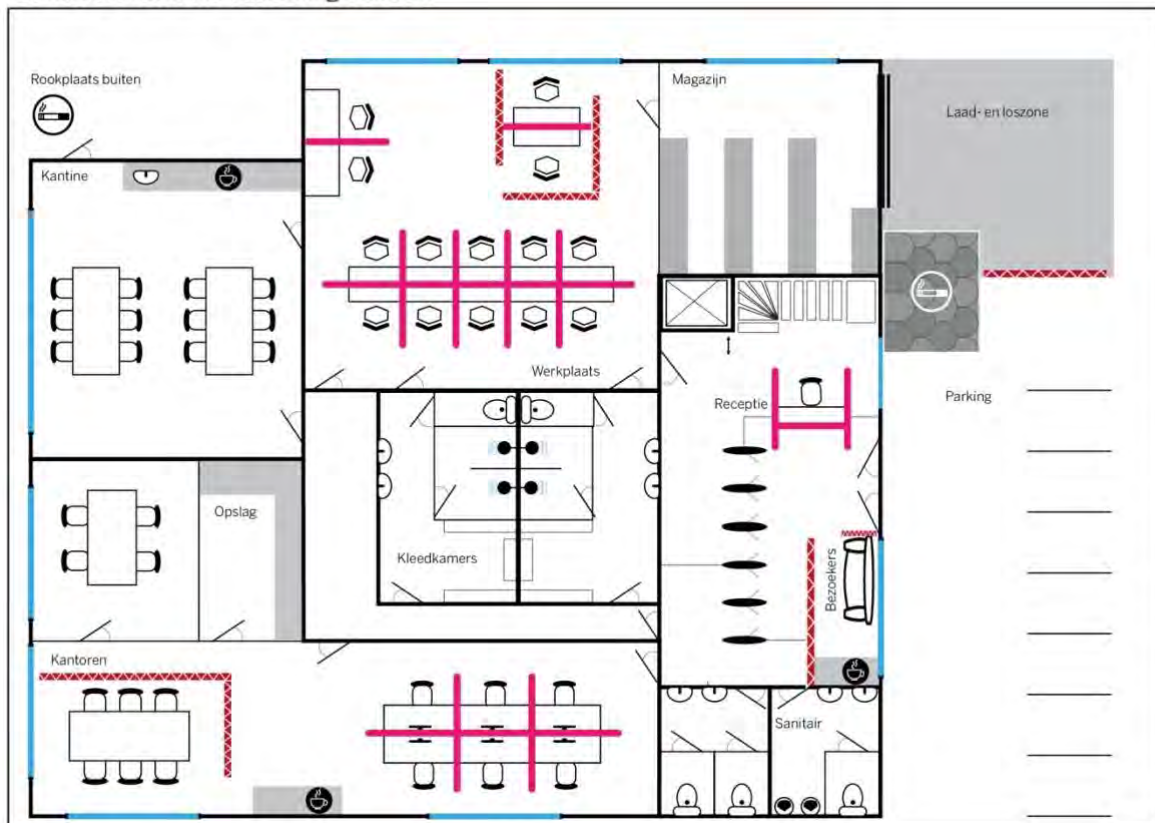 Rookplaats buiten
Magazijn
Laad- en loszone
Kantine
Werkplaats
Receptie
Parking
Opslag
Kleedkamers
Bezoekers
Kantoren
Sanitair